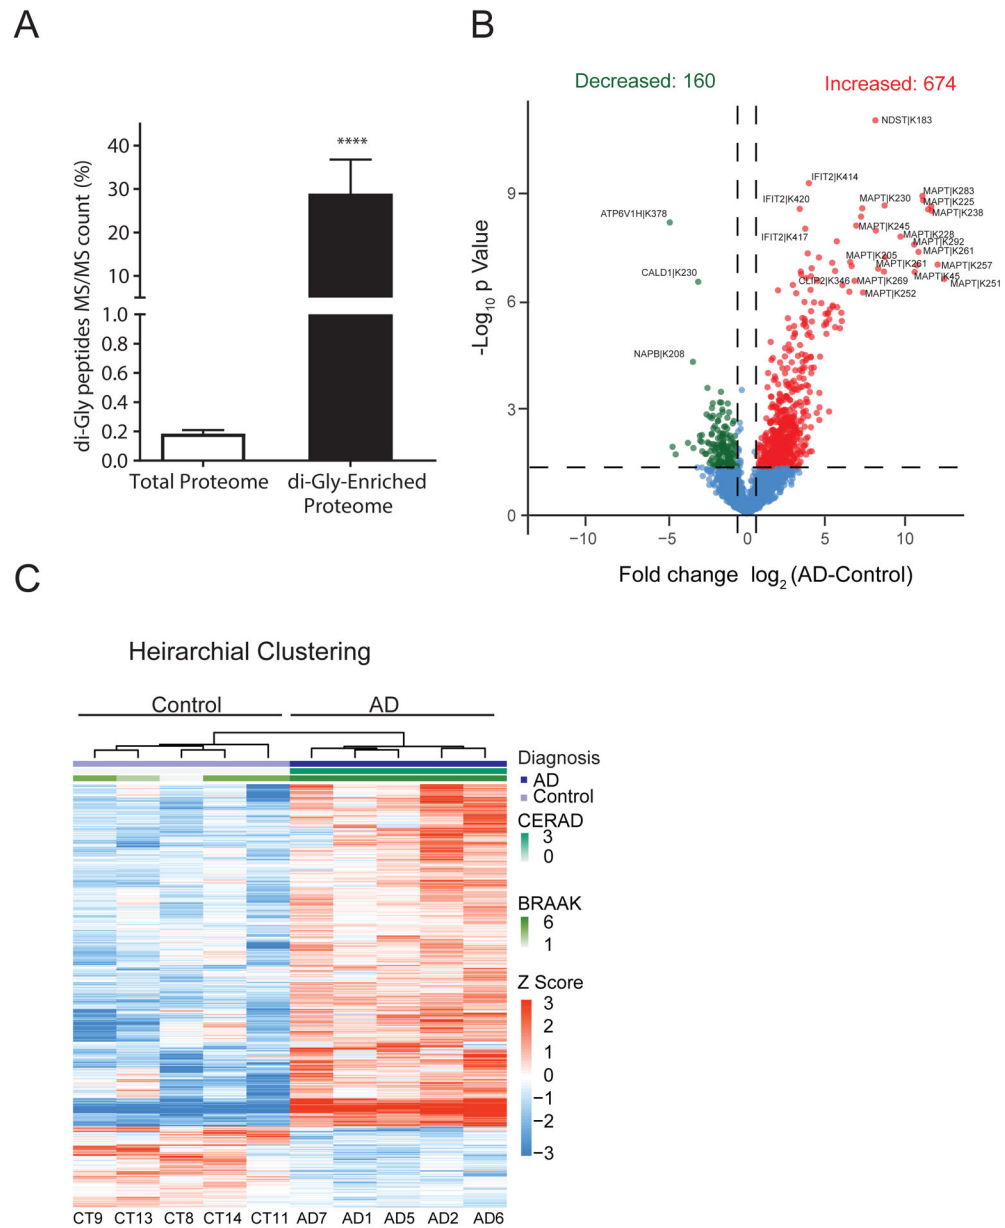 A
di-Gly peptides MS/MS count (%)
40
30
20
10
1.0
0.8
0.6
0.4
0.2
0.0
****
Total Proteome
di-Gly-Enriched
Proteome
B
Decreased: 160
Increased: 674
-Log10 p Value
9
6
3
0
−10
−5
0
5
10
Fold change log2 (AD-Control)
NDST|K183
IFIT2|K414
IFIT2|K420
IFIT2|K417
MAPT|K230
MAPT|K283
MAPT|K225
MAPT|K238
MAPT|K245
MAPT|K228
MAPT|K292
MAPT|K205
MAPT|K261
MAPT|K261
MAPT|K257
CLIP2|K346
MAPT|K269
MAPT|K45
MAPT|K251
MAPT|K252
ATP6V1H|K378
CALD1|K230
NAPB|K208
C
Heirarchial Clustering
Control
AD
Diagnosis
AD
Control
CERAD
3
0
BRAAK
6
1
Z Score
3
2
1
0
−1
−2
−3
CT9 CT13 CT8 CT14 CT11 AD7 AD1 AD5 AD2 AD6